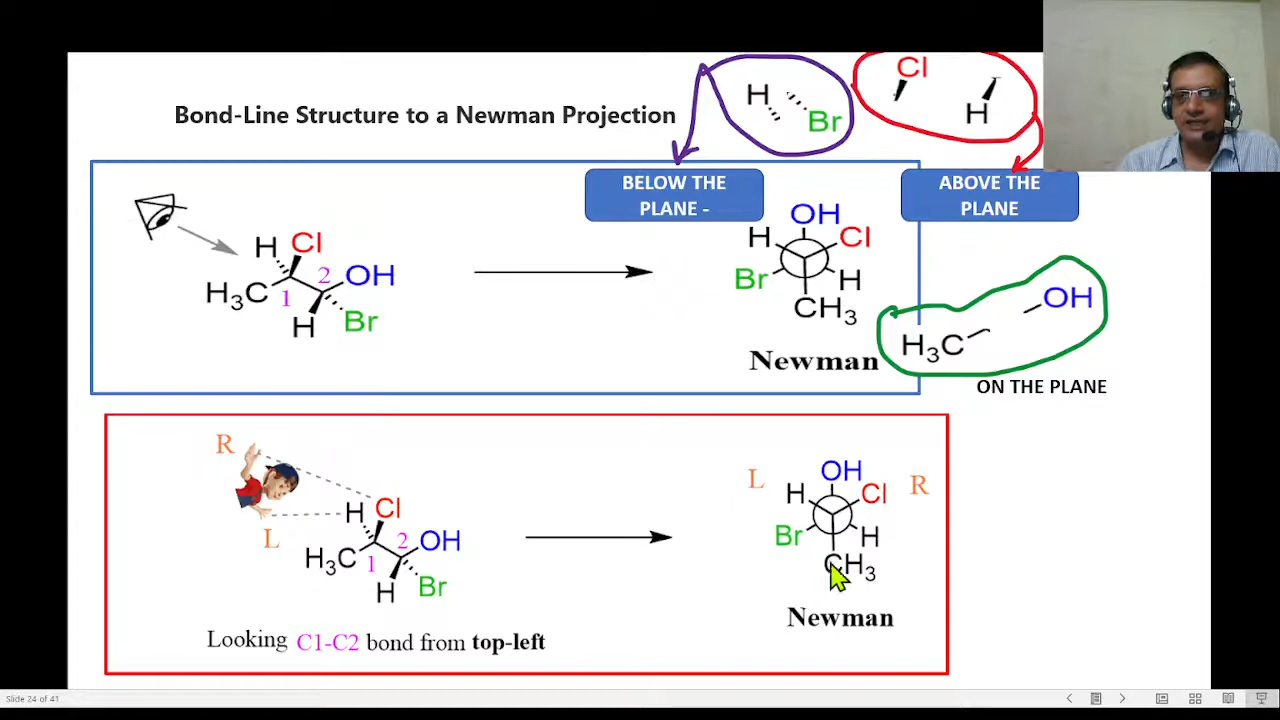 Bond-Line Structure to a Newman Projection
H
Br
Cl
H
BELOW THE
PLANE -
ABOVE THE
PLANE
H Cl
H3C 1 2 OH
H Br
OH
H Cl
Br H
CH3
Newman
H3C OH
ON THE PLANE
R
L
H Cl
H3C 1 2 OH
H Br
Looking C1-C2 bond from top-left
L R
OH
H Cl
Br H
CH3
Newman
Slide 24 of 41